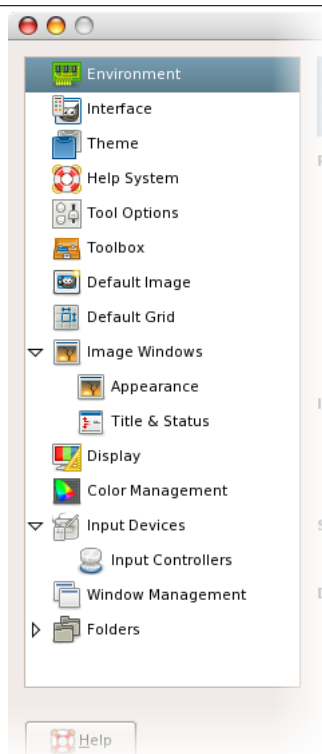 Environment
Interface
Theme
Help System
Tool Options
Toolbox
Default Image
Default Grid
Image Windows
Appearance
Title & Status
Display
Color Management
Input Devices
Input Controllers
Window Management
Folders
Help